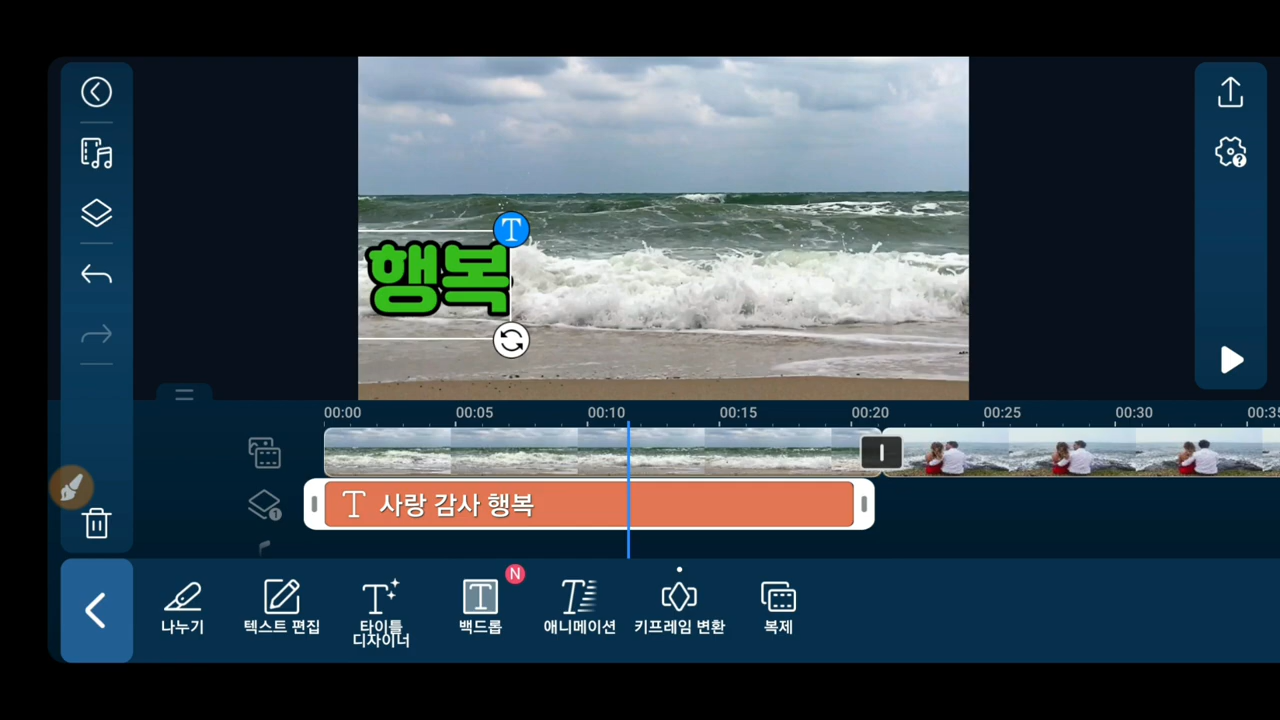 행복
T
00:00 00:05 00:10 00:15 00:20 00:25 00:30 00:35
T 사랑 감사 행복
1
N
나누기 텍스트 편집 타이틀 디자이너 백드롭 애니메이션 키프레임 변환 복제